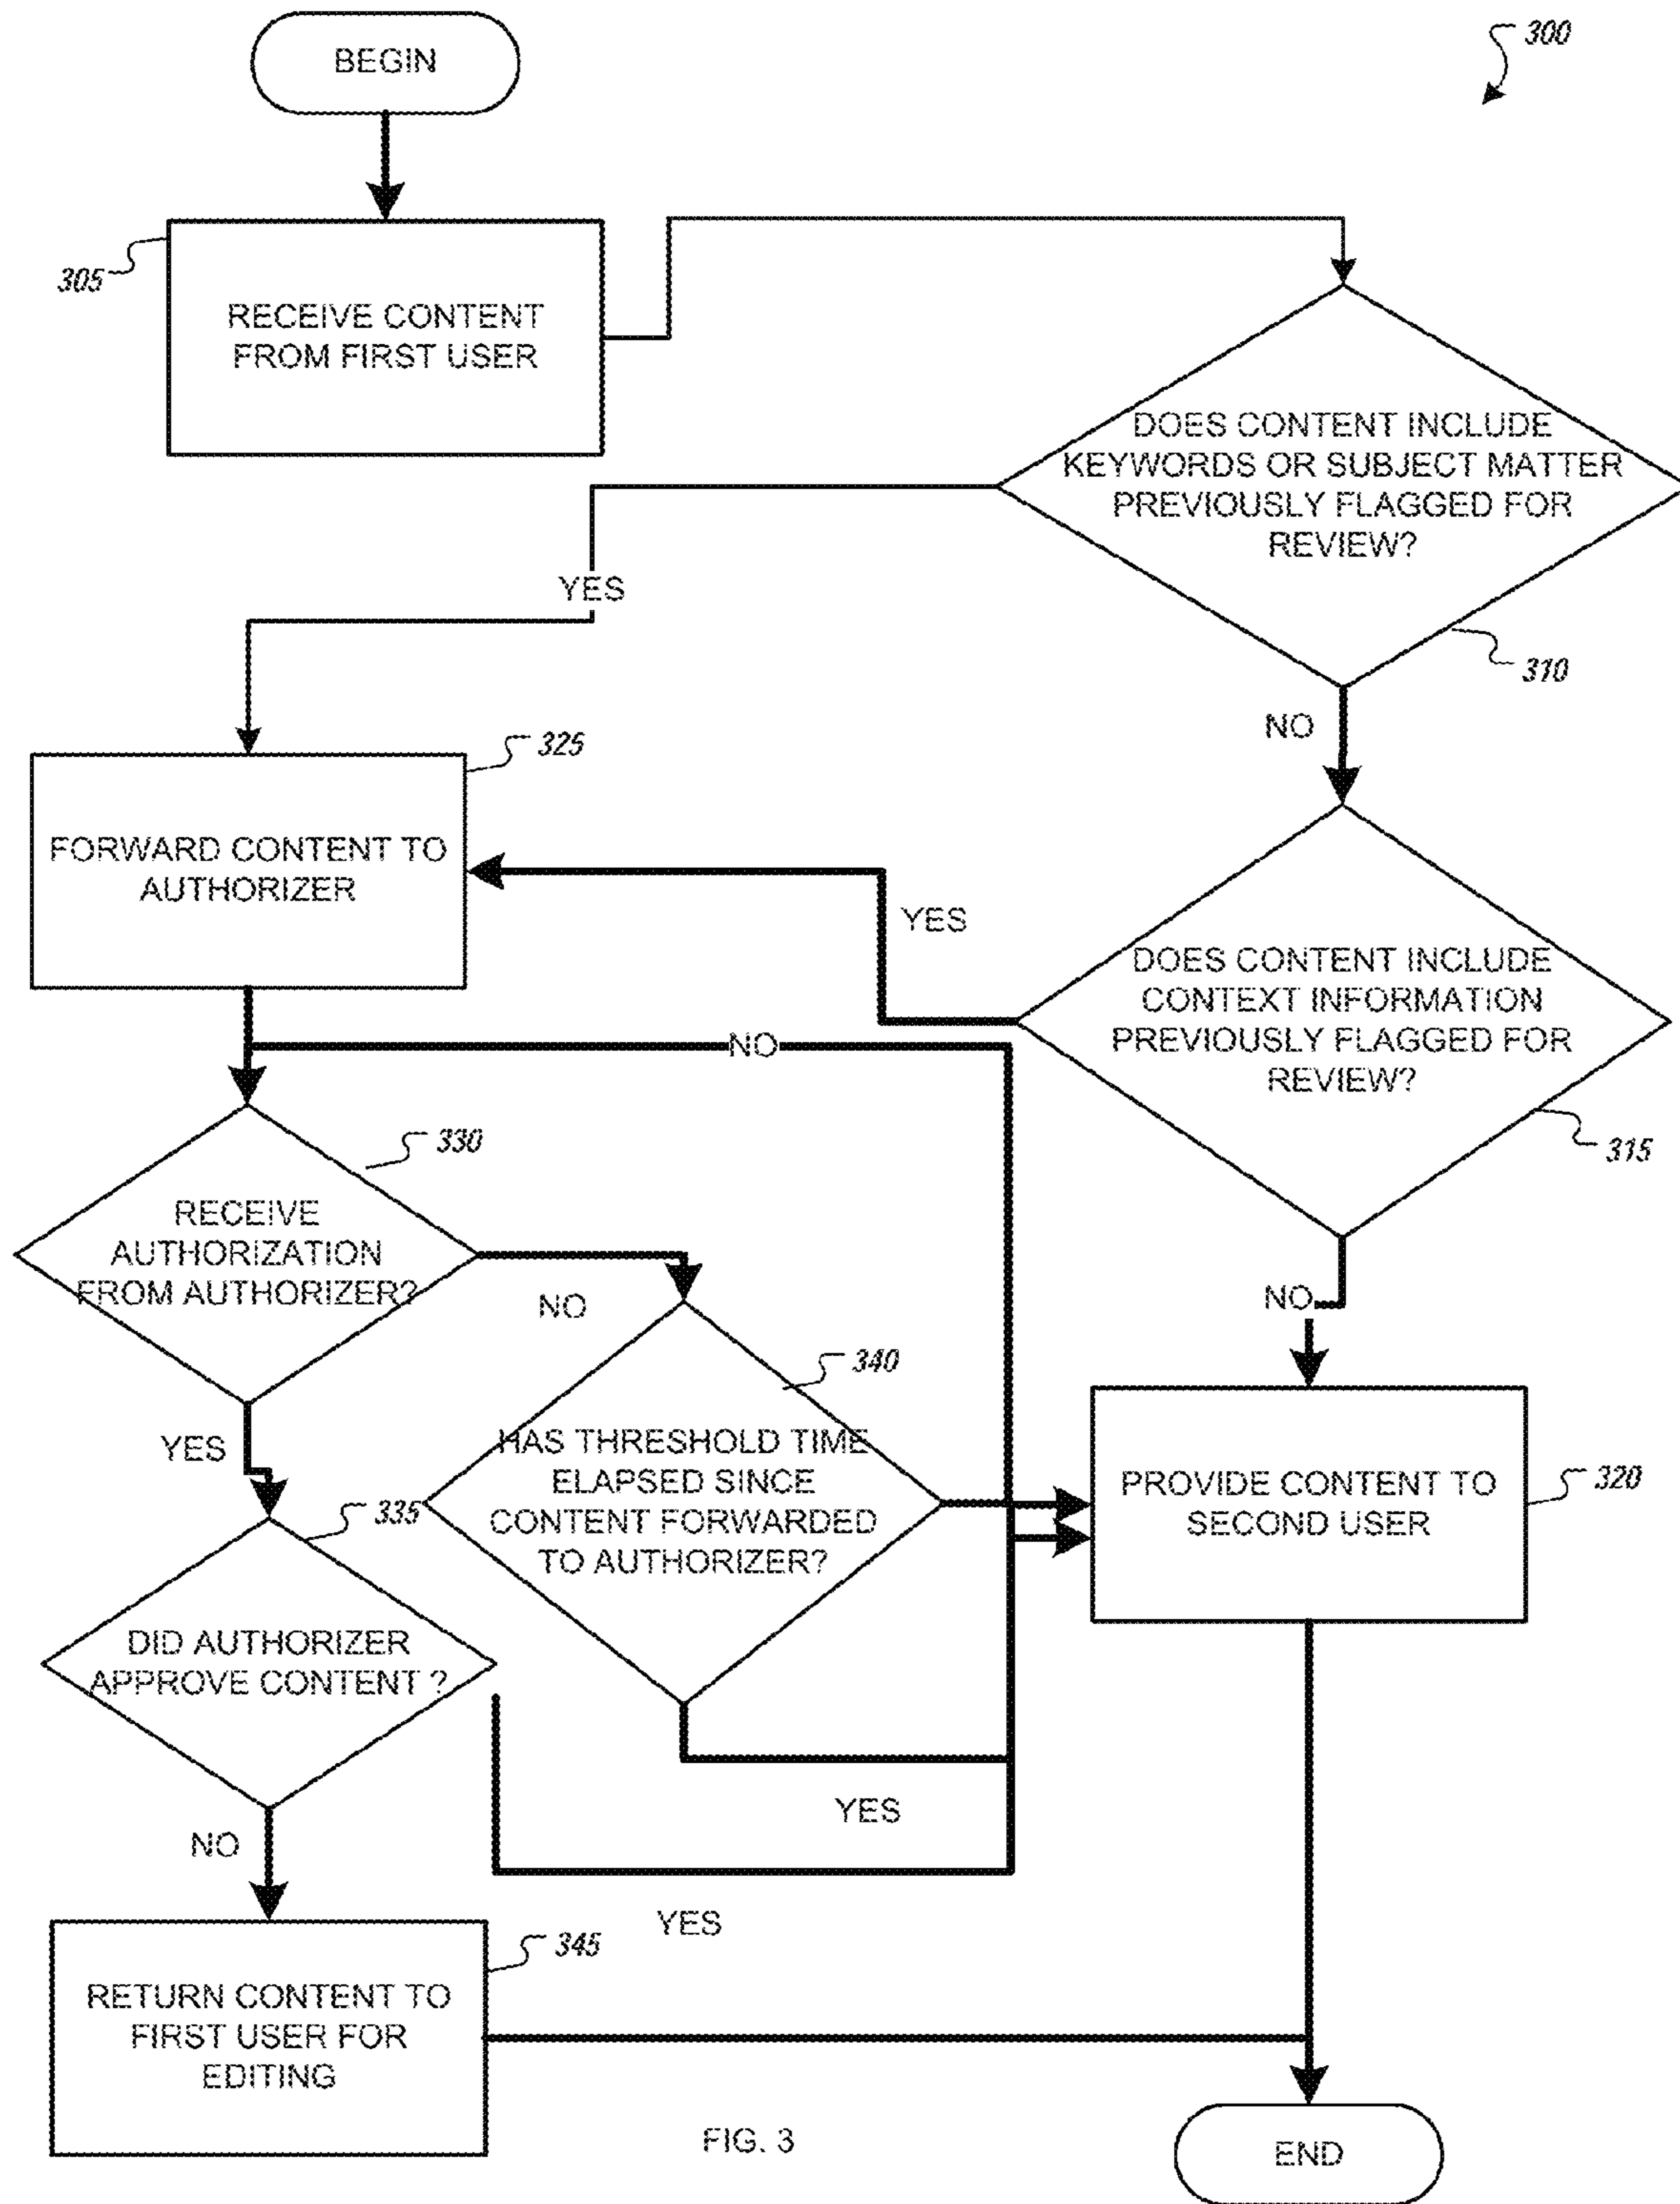 BEGIN
300
305
RECEIVE CONTENT
FROM FIRST USER
DOES CONTENT INCLUDE
KEYWORDS OR SUBJECT MATTER
PREVIOUSLY FLAGGED FOR
REVIEW?
310
YES
NO
325
FORWARD CONTENT TO
AUTHORIZER
YES
DOES CONTENT INCLUDE
CONTEXT INFORMATION
PREVIOUSLY FLAGGED FOR
REVIEW?
315
NO
330
RECEIVE
AUTHORIZATION
FROM AUTHORIZER?
NO
NO
340
HAS THRESHOLD TIME
ELAPSED SINCE
CONTENT FORWARDED
TO AUTHORIZER?
YES
PROVIDE CONTENT TO
SECOND USER
320
335
DID AUTHORIZER
APPROVE CONTENT ?
YES
NO
YES
345
RETURN CONTENT TO
FIRST USER FOR
EDITING
FIG. 3
END